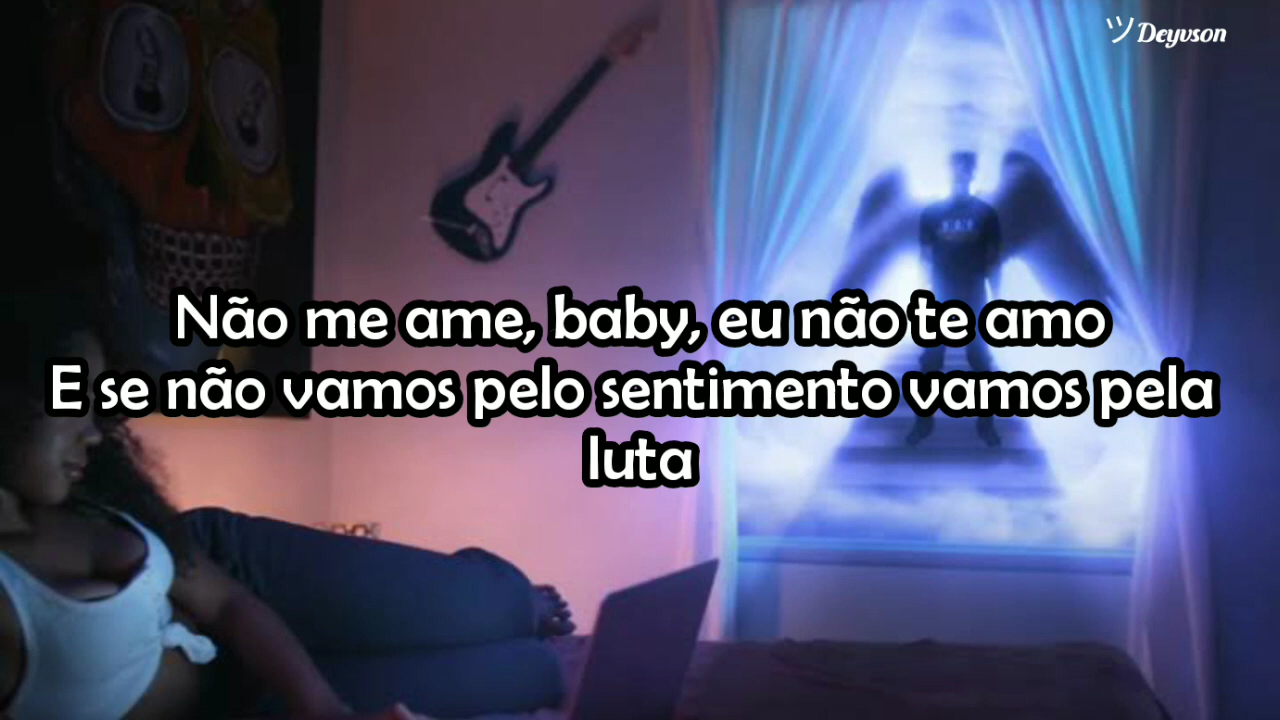 ツ Deyvson
Não me ame, baby, eu não te amo
E se não vamos pelo sentimento vamos pela
luta